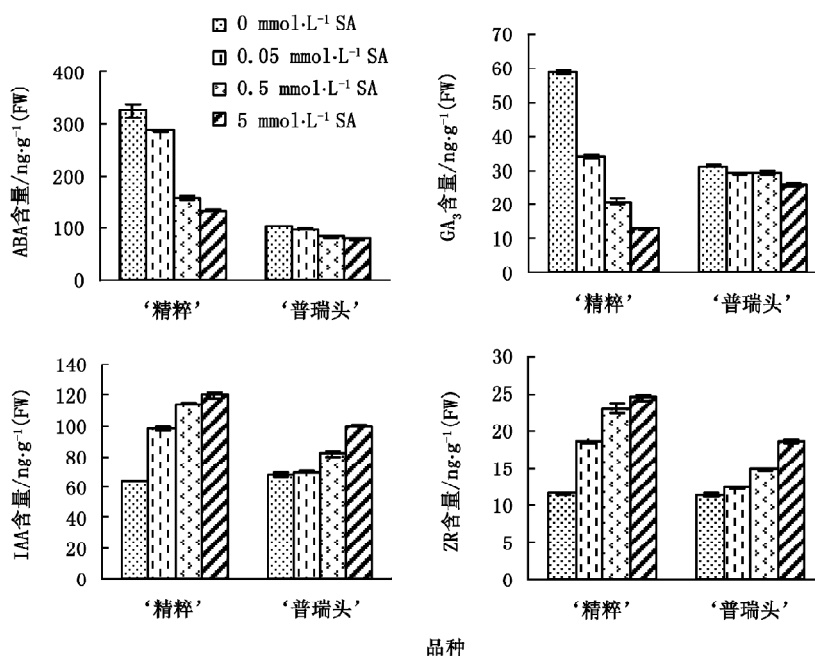 0 mmol·L⁻¹ SA
0.05 mmol·L⁻¹ SA
0.5 mmol·L⁻¹ SA
5 mmol·L⁻¹ SA
ABA含量/ng·g⁻¹(FW)
400
300
200
100
0
‘精粹’ ‘普瑞头’
GA₃含量/ng·g⁻¹(FW)
70
60
50
40
30
20
10
0
‘精粹’ ‘普瑞头’
IAA含量/ng·g⁻¹(FW)
140
120
100
80
60
40
20
0
‘精粹’ ‘普瑞头’
ZR含量/ng·g⁻¹(FW)
30
25
20
15
10
5
0
‘精粹’ ‘普瑞头’
品种